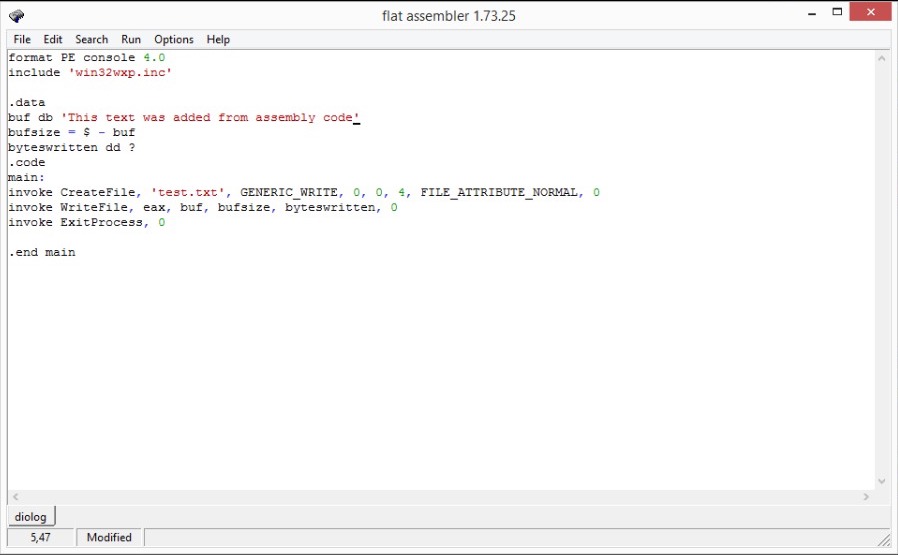 flat assembler 1.73.25
File Edit Search Run Options Help
format PE console 4.0
include 'win32wxp.inc'
.data
buf db 'This text was added from assembly code'
bufsize = $ - buf
byteswritten dd ?
.code
main:
invoke CreateFile, 'test.txt', GENERIC_WRITE, 0, 0, 4, FILE_ATTRIBUTE_NORMAL, 0
invoke WriteFile, eax, buf, bufsize, byteswritten, 0
invoke ExitProcess, 0
.end main
diolog
5,47 Modified